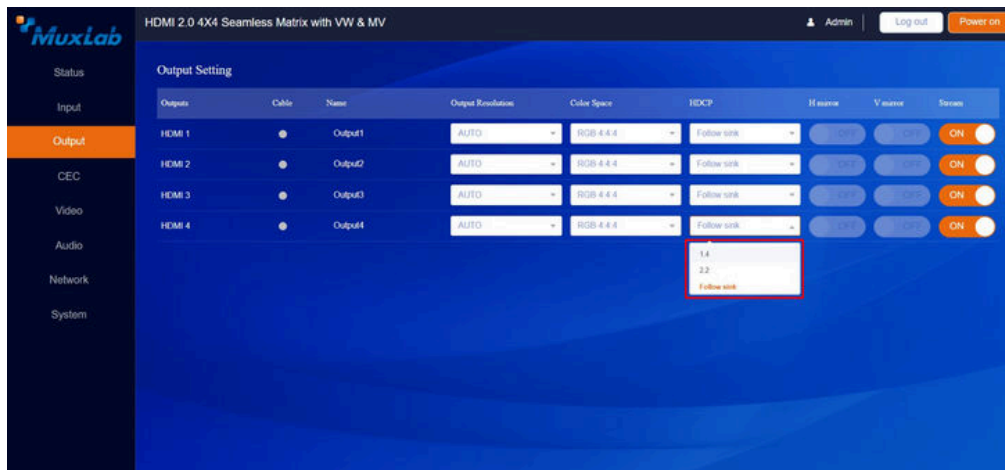 MuxLab
HDMI 2.0 4X4 Seamless Matrix with VW & MV
Admin
Log out
Power on
Status
Input
Output
CEC
Video
Audio
Network
System
Output Setting
Outputs Cable Name Output Resolution Color Space HDCP H mirror V mirror Stream
HDMI 1 Output1 AUTO RGB 4:4:4 Follow sink OFF OFF ON
HDMI 2 Output2 AUTO RGB 4:4:4 Follow sink OFF OFF ON
HDMI 3 Output3 AUTO RGB 4:4:4 Follow sink OFF OFF ON
HDMI 4 Output4 AUTO RGB 4:4:4 Follow sink OFF OFF ON
1.4
2.2
Follow sink